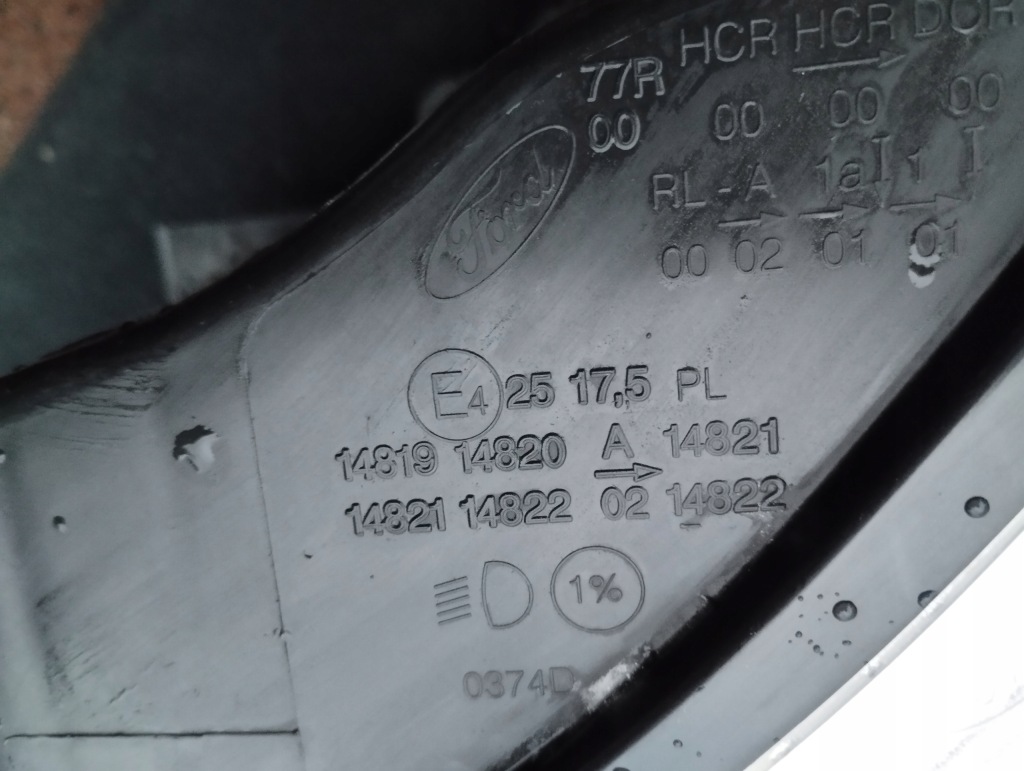 77R HCR HCR DCR
00 00 00 00
Ford
RL - A 1a I 1 I
00 02 01 01
E4 25 17,5 PL
14819 14820 A 14821
14821 14822 02 14822
1%
0374D